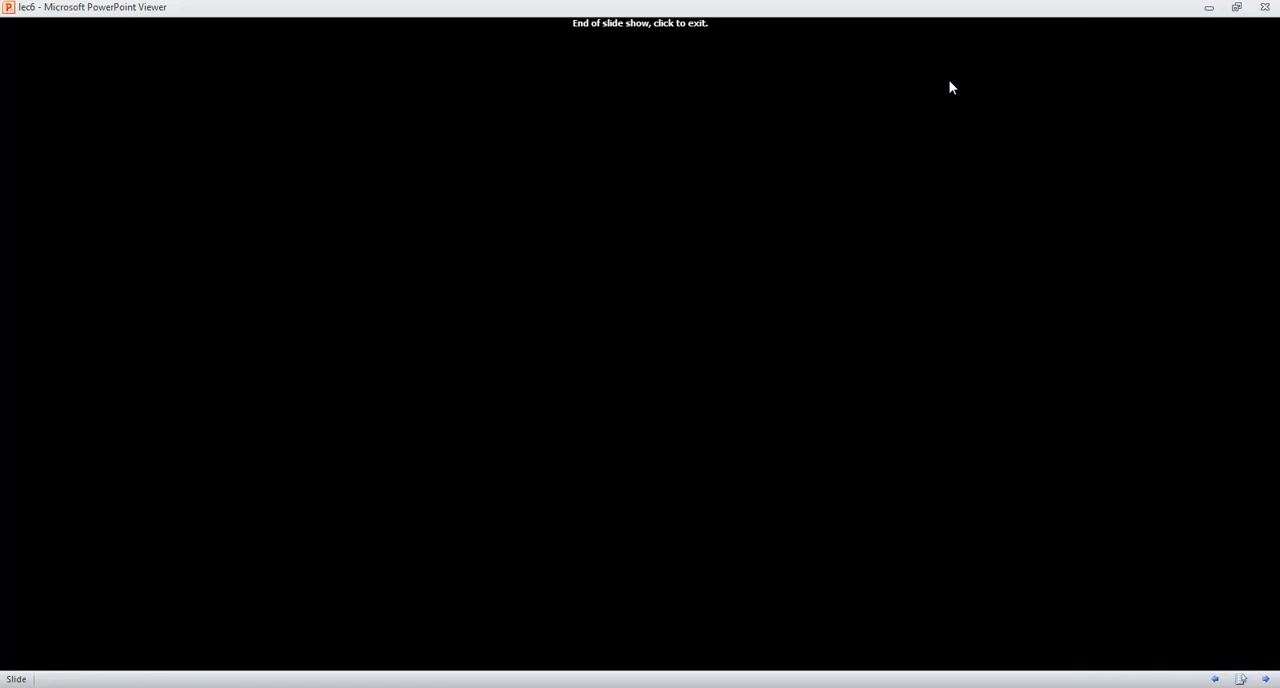 lec6 - Microsoft PowerPoint Viewer
End of slide show, click to exit.
Slide